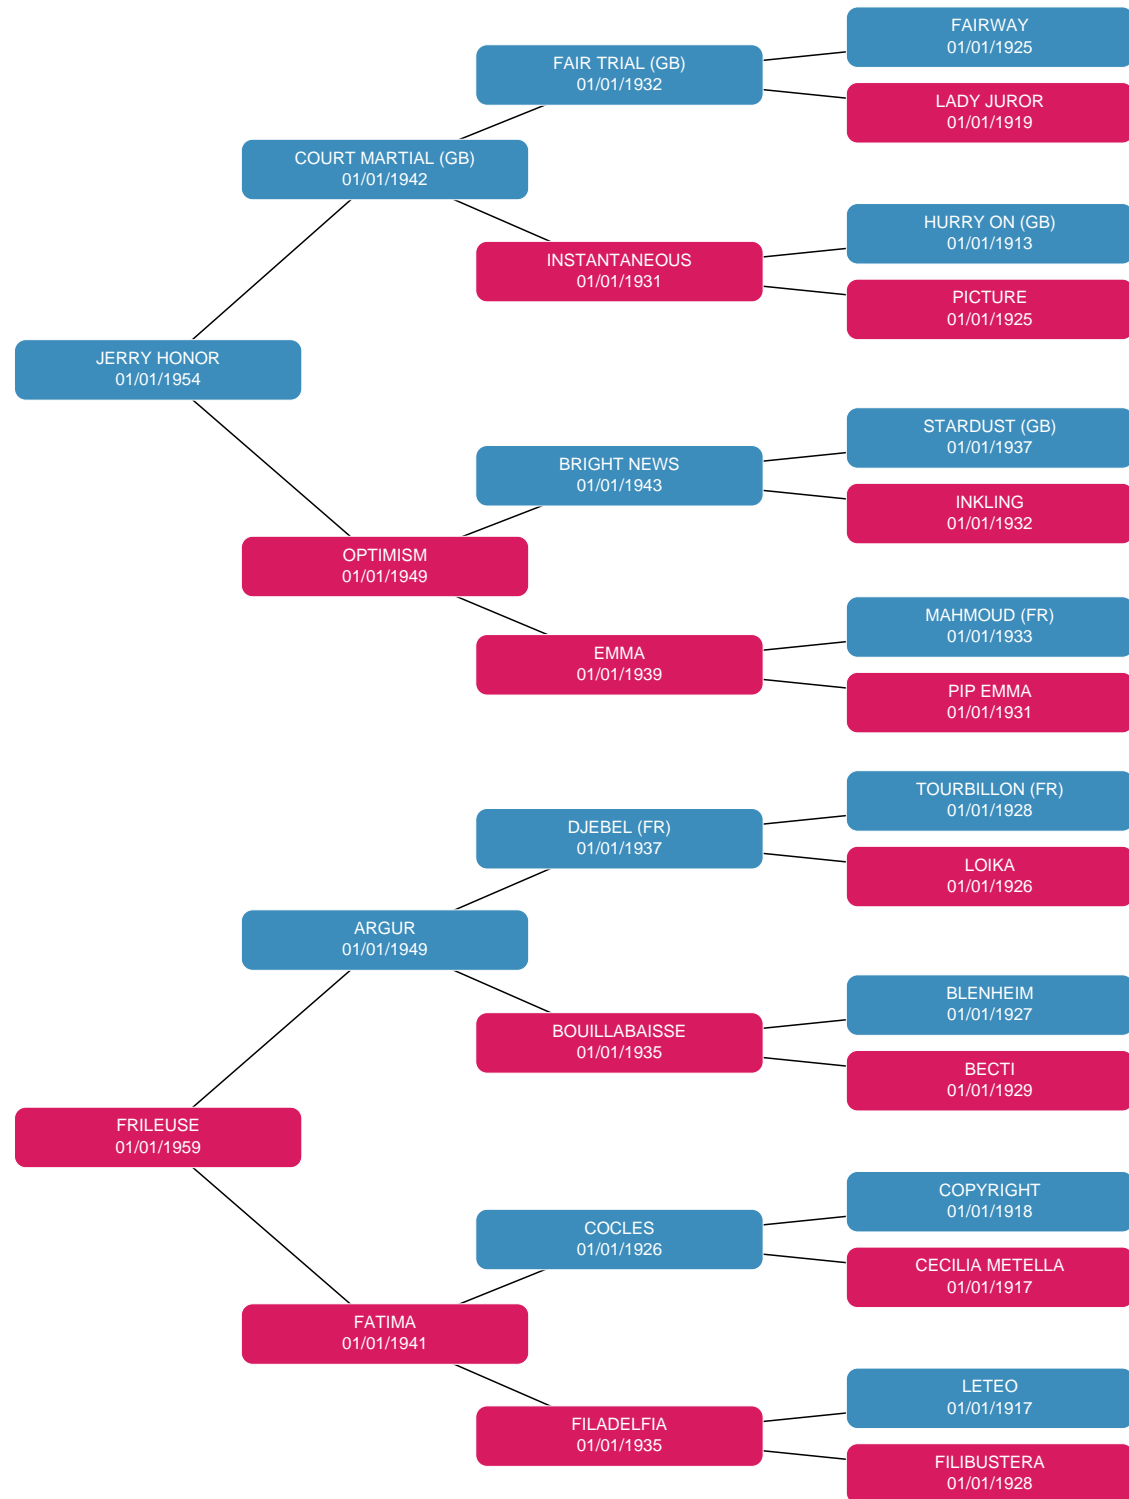 FAIRWAY
01/01/1925
FAIR TRIAL (GB)
01/01/1932
LADY JUROR
01/01/1919
COURT MARTIAL (GB)
01/01/1942
HURRY ON (GB)
01/01/1913
INSTANTANEOUS
01/01/1931
PICTURE
01/01/1925
JERRY HONOR
01/01/1954
STARDUST (GB)
01/01/1937
BRIGHT NEWS
01/01/1943
INKLING
01/01/1932
OPTIMISM
01/01/1949
MAHMOUD (FR)
01/01/1933
EMMA
01/01/1939
PIP EMMA
01/01/1931
TOURBILLON (FR)
01/01/1928
DJEBEL (FR)
01/01/1937
LOIKA
01/01/1926
ARGUR
01/01/1949
BLENHEIM
01/01/1927
BOUILLABAISSE
01/01/1935
BECTI
01/01/1929
FRILEUSE
01/01/1959
COPYRIGHT
01/01/1918
COCLES
01/01/1926
CECILIA METELLA
01/01/1917
FATIMA
01/01/1941
LETEO
01/01/1917
FILADELFIA
01/01/1935
FILIBUSTERA
01/01/1928